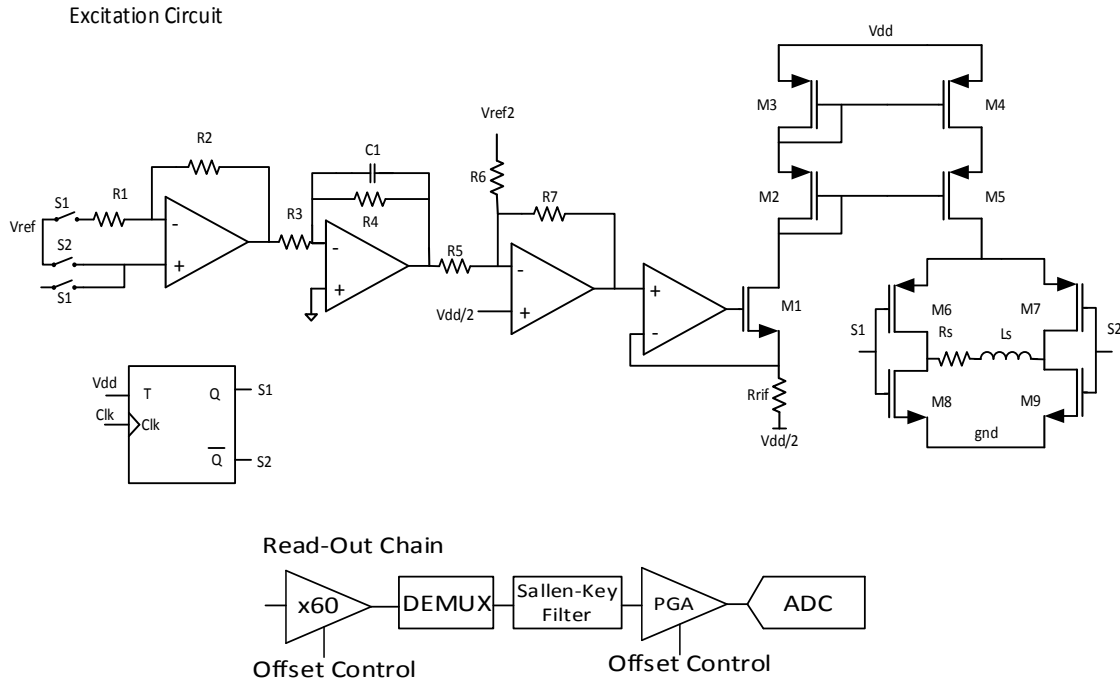 Excitation Circuit
Vdd
M3
M4
Vref2
R2
C1
R6
R1
S1
R7
M2
M5
R3
R4
Vref
S2
R5
S1
Vdd/2
M1
M6
M7
S1
Rs
Ls
S2
Rrif
M8
M9
Vdd/2
gnd
Vdd
T
Q
S1
Clk
Clk
Q
S2
- 
+
-
+
-
+
+
-
Read-Out Chain
x60
DEMUX
Sallen-Key
Filter
PGA
ADC
Offset Control
Offset Control